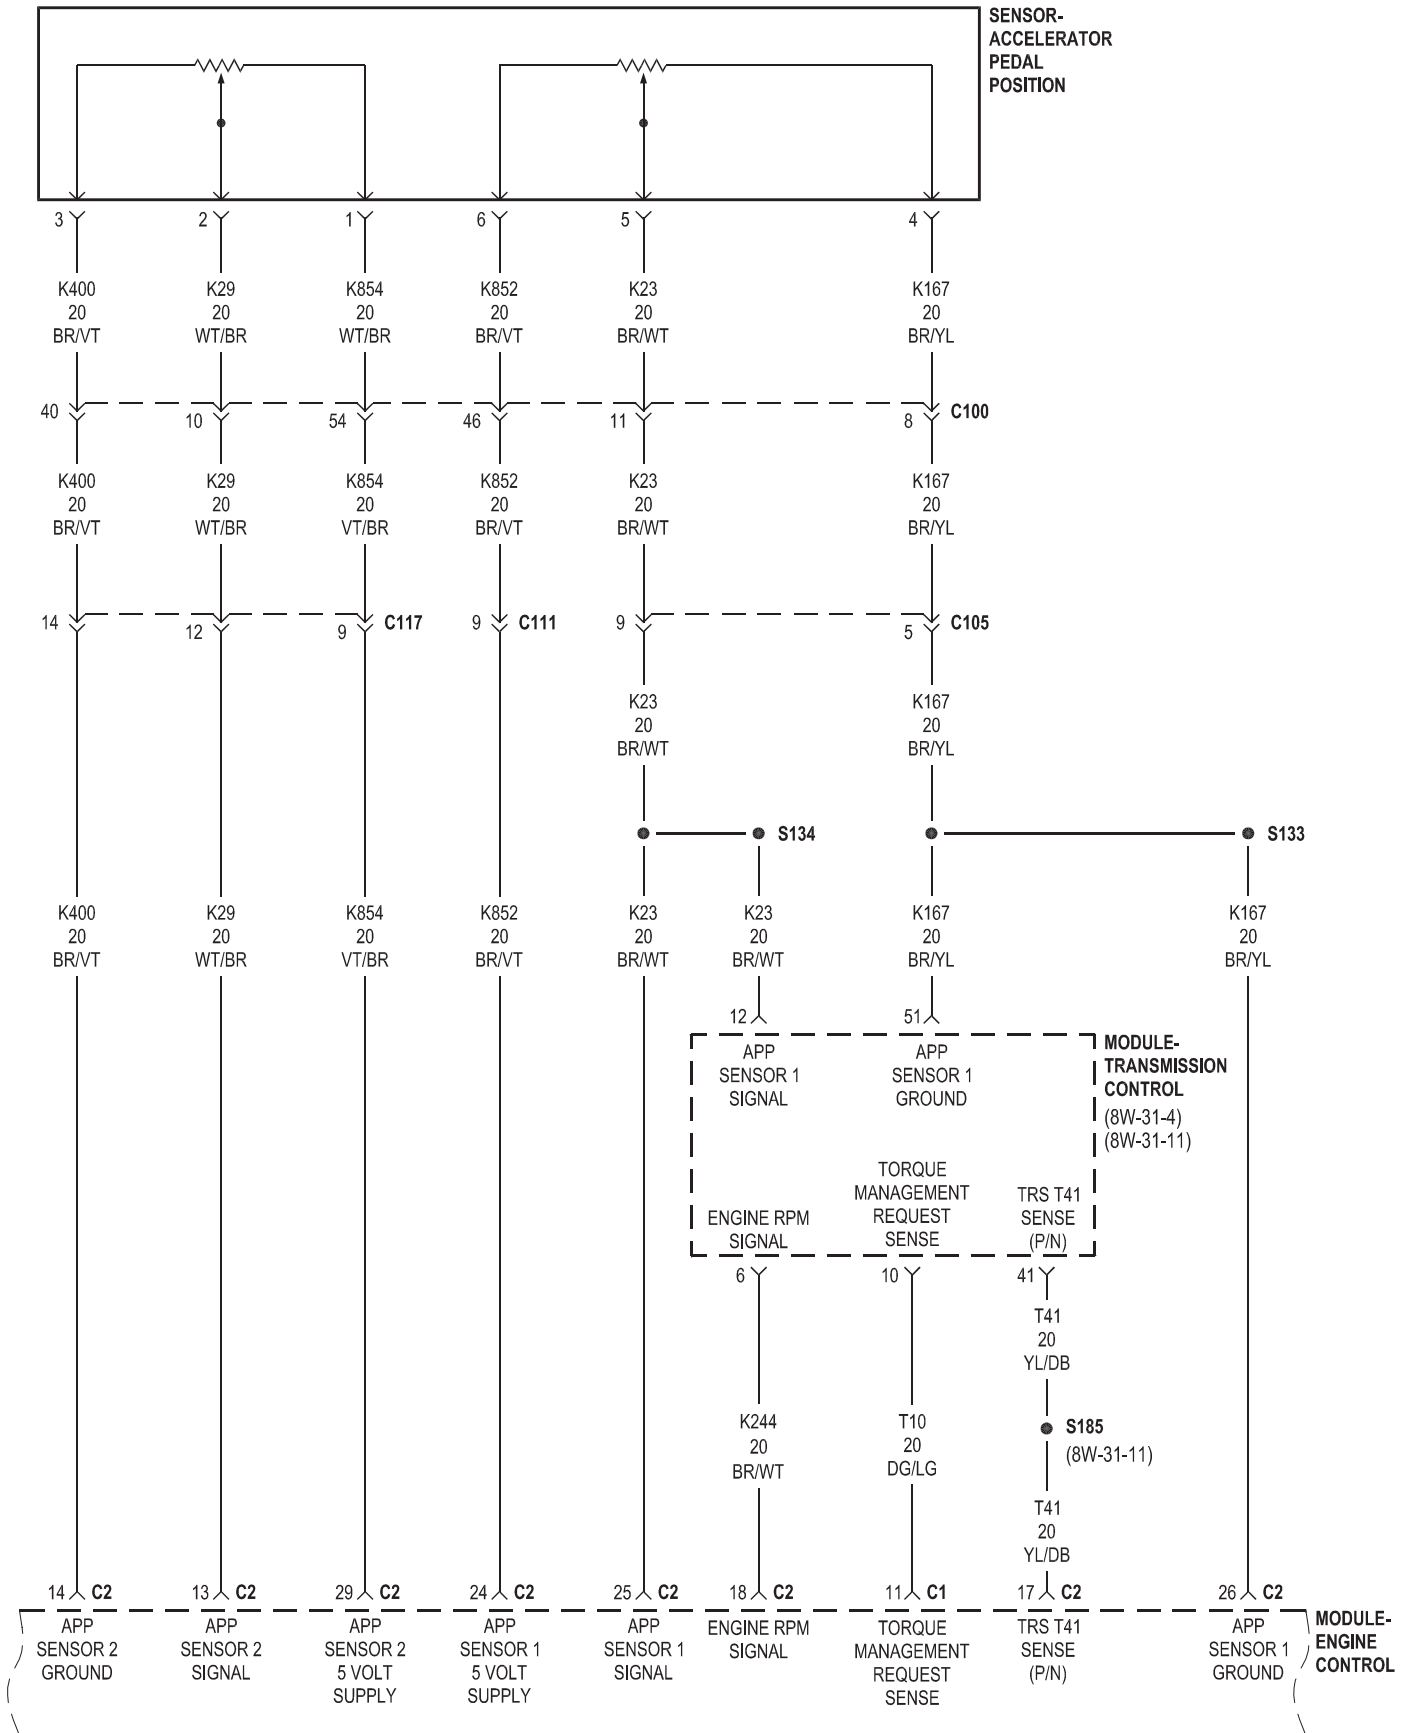 SENSOR-
ACCELERATOR
PEDAL
POSITION
3 2 1 6 5 4
K400 K29 K854 K852 K23 K167
20 20 20 20 20 20
BR/VT WT/BR WT/BR BR/VT BR/WT BR/YL
40 10 54 46 11 8 C100
K400 K29 K854 K852 K23 K167
20 20 20 20 20 20
BR/VT WT/BR VT/BR BR/VT BR/WT BR/YL
14 12 9 C117 9 C111 9 5 C105
K23 K167
20 20
BR/WT BR/YL
S134 S133
K400 K29 K854 K852 K23 K23 K167 K167
20 20 20 20 20 20 20 20
BR/VT WT/BR VT/BR BR/VT BR/WT BR/WT BR/YL BR/YL
12 51
APP
SENSOR 1
SIGNAL
APP
SENSOR 1
GROUND
MODULE-
TRANSMISSION
CONTROL
(8W-31-4)
(8W-31-11)
ENGINE RPM
SIGNAL
TORQUE
MANAGEMENT
REQUEST
SENSE
TRS T41
SENSE
(P/N)
6 10 41
T41
20
YL/DB
K244
20
BR/WT
T10
20
DG/LG
S185
(8W-31-11)
T41
20
YL/DB
14 C2 13 C2 29 C2 24 C2 25 C2 18 C2 11 C1 17 C2 26 C2
APP
SENSOR 2
GROUND
APP
SENSOR 2
SIGNAL
APP
SENSOR 2
5 VOLT
SUPPLY
APP
SENSOR 1
5 VOLT
SUPPLY
APP
SENSOR 1
SIGNAL
ENGINE RPM
SIGNAL
TORQUE
MANAGEMENT
REQUEST
SENSE
TRS T41
SENSE
(P/N)
APP
SENSOR 1
GROUND
MODULE-
ENGINE
CONTROL